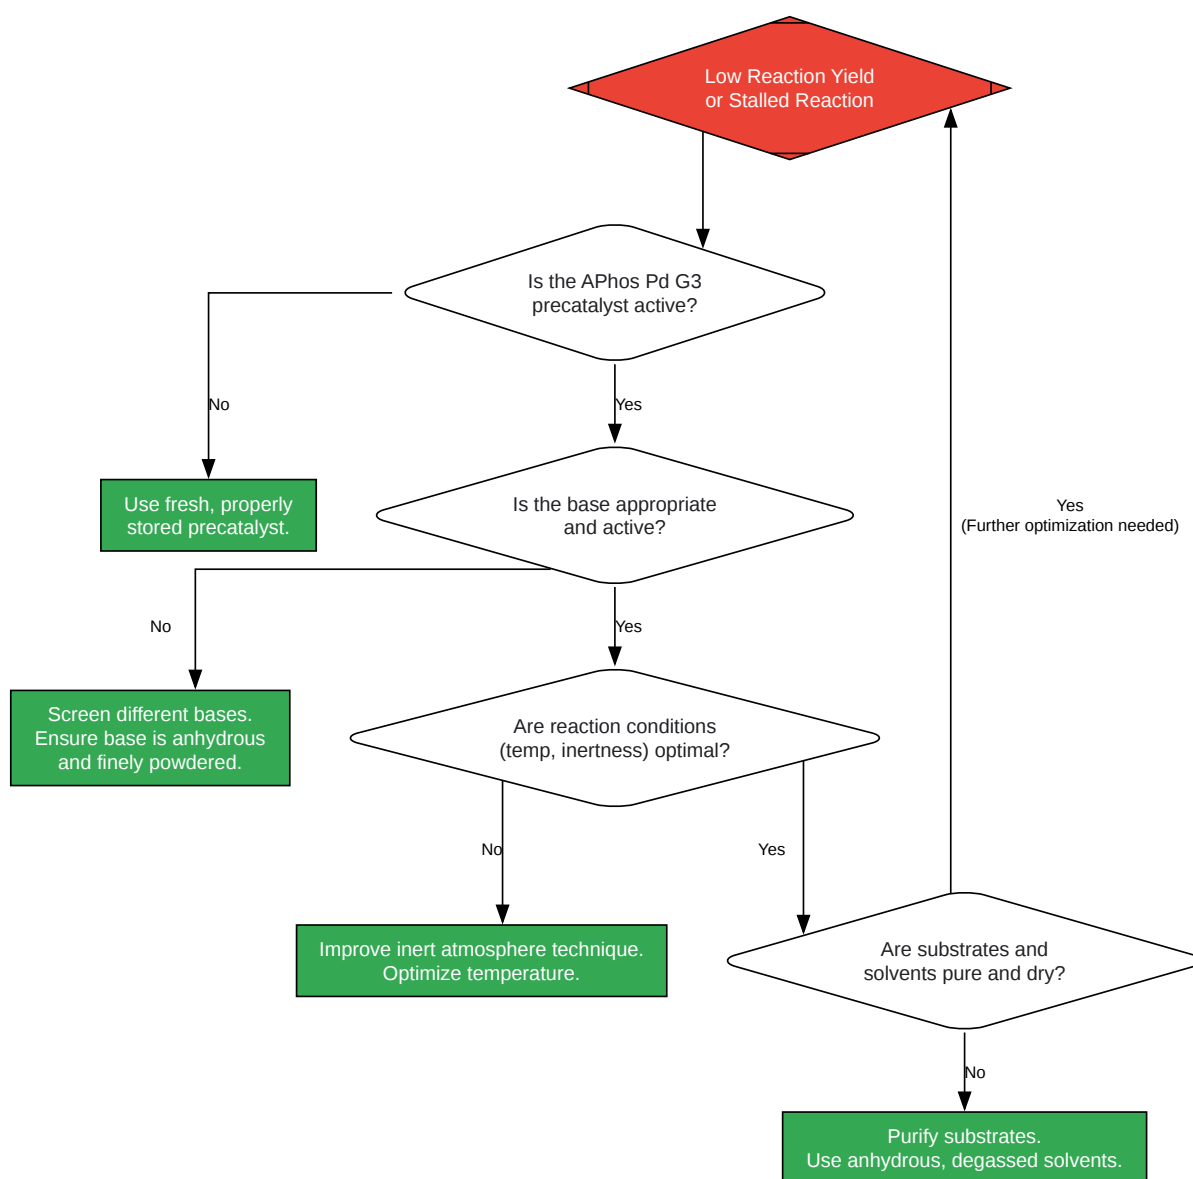 Low Reaction Yield
or Stalled Reaction
Is the APhos Pd G3
precatalyst active?
No
Yes
Use fresh, properly
stored precatalyst.
Is the base appropriate
and active?
Yes
(Further optimization needed)
No
Yes
Screen different bases.
Ensure base is anhydrous
and finely powdered.
Are reaction conditions
(temp, inertness) optimal?
No
Yes
Improve inert atmosphere technique.
Optimize temperature.
Are substrates and
solvents pure and dry?
No
Purify substrates.
Use anhydrous, degassed solvents.